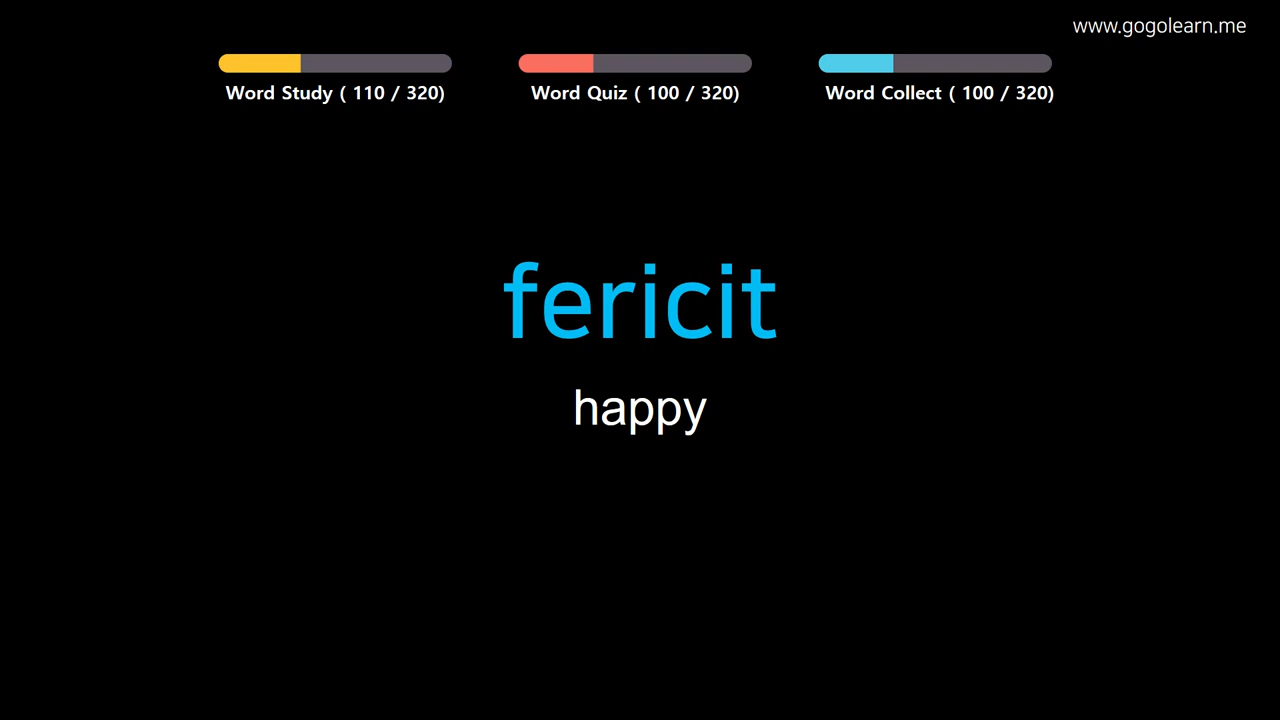 www.gogolearn.me
Word Study ( 110 / 320)
Word Quiz ( 100 / 320)
Word Collect ( 100 / 320)
fericit
happy